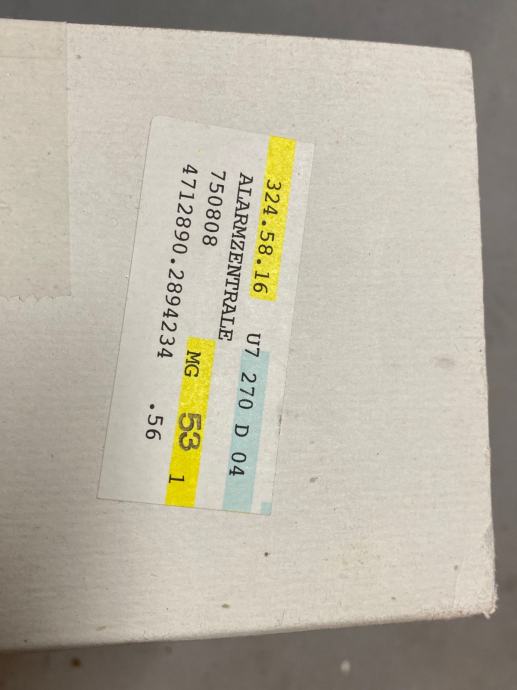 324.58.16 U7 270 D 04
ALARMZENTRALE
750808 MG 53 1
4712890.2894234 .56